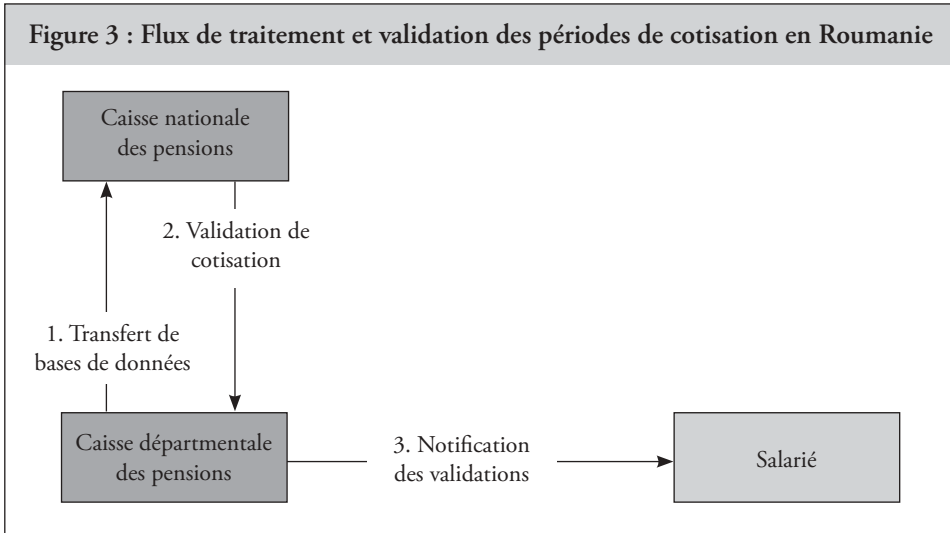 Figure 3 : Flux de traitement et validation des périodes de cotisation en Roumanie
Caisse nationale
des pensions
2. Validation de
cotisation
1. Transfert de
bases de données
Caisse départmentale
des pensions
3. Notification
des validations
Salarié